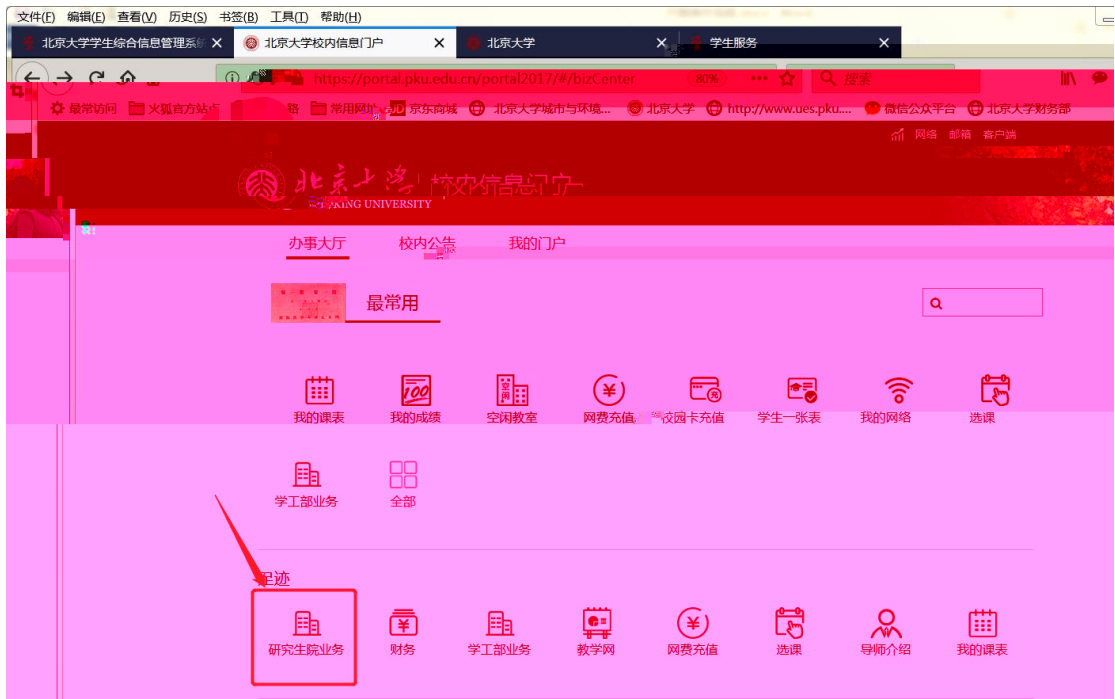 文件(F) 编辑(E) 查看(V) 历史(S) 书签(B) 工具(T) 帮助(H)
北京大学学生综合信息管理系统 北京大学校内信息门户 北京大学 学生服务
https://portal.pku.edu.cn/portal2017/#/bizCenter 80% 搜索
最常访问 火狐官方站点 常用网址 JD 京东商城 北京大学城市与环境... 北京大学 http://www.ues.pku.... 微信公众平台 北京大学财务部
网络 邮箱 客户端
北京大学 校内信息门户
PEKING UNIVERSITY
办事大厅 校内公告 我的门户
最常用
我的课表 我的成绩 空闲教室 网费充值 校园卡充值 学生一张表 我的网络 选课
学工部业务 全部
足迹
研究生院业务 财务 学工部业务 教学网 网费充值 选课 导师介绍 我的课表